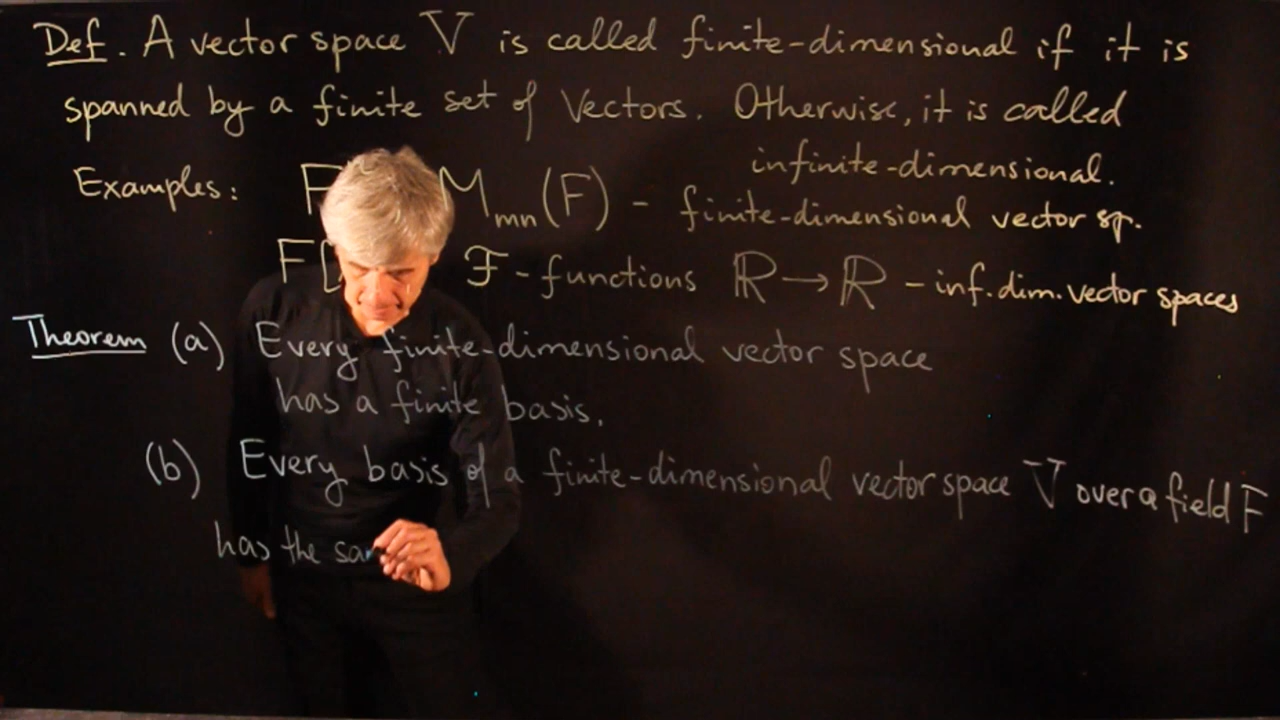 Def. A vector space V is called finite-dimensional if it is
spanned by a finite set of vectors. Otherwise, it is called
infinite-dimensional.
Examples: F M_mn (F) - finite-dimensional vector sp.
F[ ℱ - functions ℝ → ℝ - inf. dim. vector spaces
Theorem (a) Every finite-dimensional vector space
has a finite basis.
(b) Every basis of a finite-dimensional vector space V over a field F
has the sam